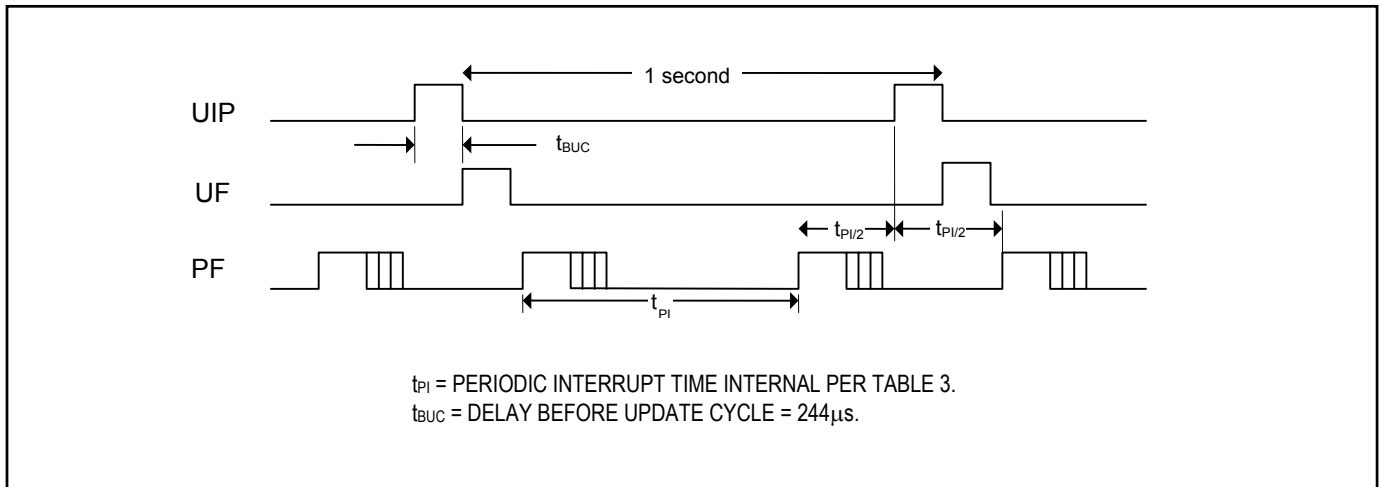 1 second
UIP
tBUC
UF
tPI/2 tPI/2
PF
tPI
tPI = PERIODIC INTERRUPT TIME INTERNAL PER TABLE 3.
tBUC = DELAY BEFORE UPDATE CYCLE = 244µs.